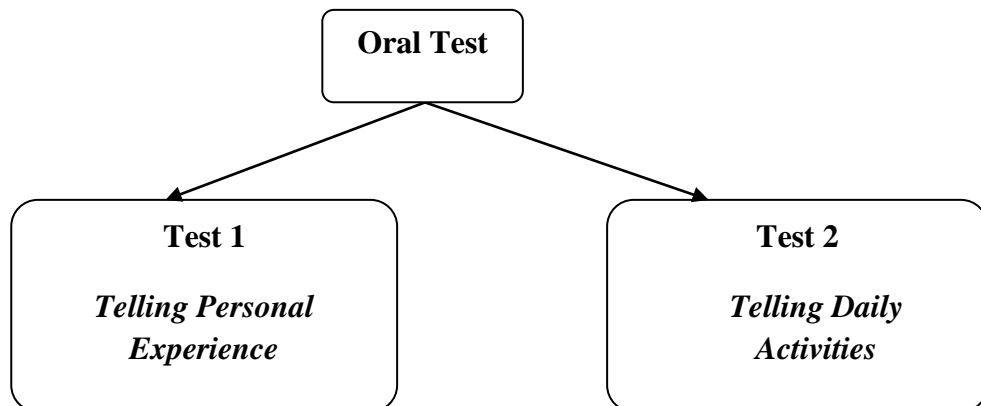 Oral Test
Test 1
Telling Personal
Experience
Test 2
Telling Daily
Activities